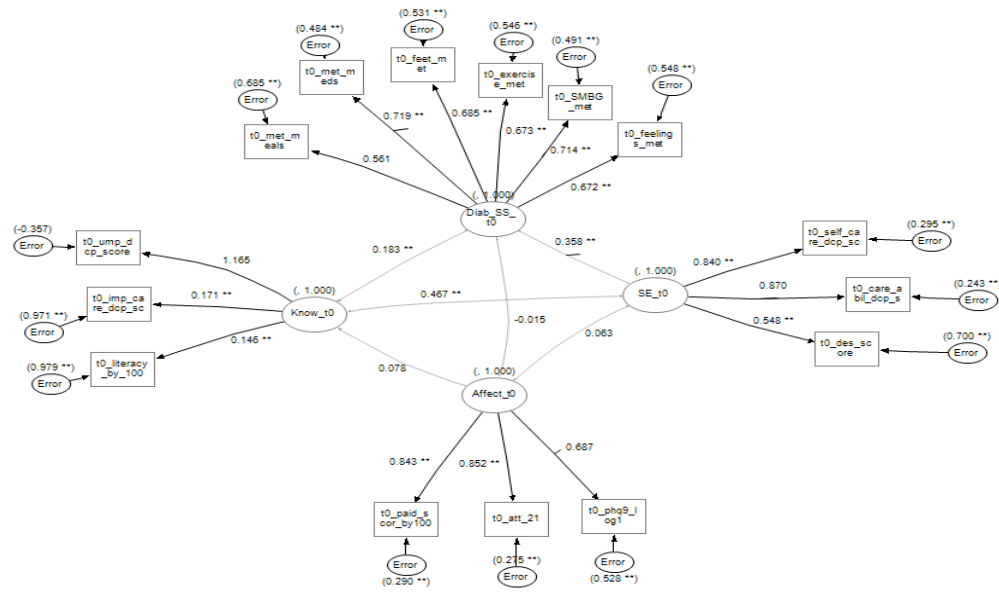 (0.531 **)
Error
(0.484 **)
Error
(0.546 **)
Error
(0.491 **)
Error
(0.548 **)
Error
(0.685 **)
Error
t0_met_m
eds
t0_feet_m
et
t0_exercis
e_met
t0_SMBG
_met
t0_feeling
s_met
t0_met_m
eals
0.719 **
0.685 **
0.673 **
0.714 **
0.672 **
0.561
(, 1.000)
Diab_SS_
t0
(-0.357)
Error
t0_ump_d
cp_score
1.165
0.183 **
0.358 **
t0_self_ca
re_dcp_sc
(0.295 **)
Error
0.840 **
(, 1.000)
SE_t0
0.870
t0_care_a
bil_dcp_s
(0.243 **
Error
t0_imp_ca
re_dcp_sc
0.171 **
(, 1.000)
Know_t0
0.467 **
(0.971 **)
Error
-0.015
0.063
0.548 **
t0_des_sc
ore
(0.700 **)
Error
0.146 **
t0_literacy
_by_100
(0.979 **)
Error
0.078
(, 1.000)
Affect_t0
0.843 **
0.852 **
0.687
t0_paid_s
cor_by100
t0_att_21
t0_phq9_l
og1
Error
(0.290 **)
(0.275 **)
Error
Error
(0.528 **)